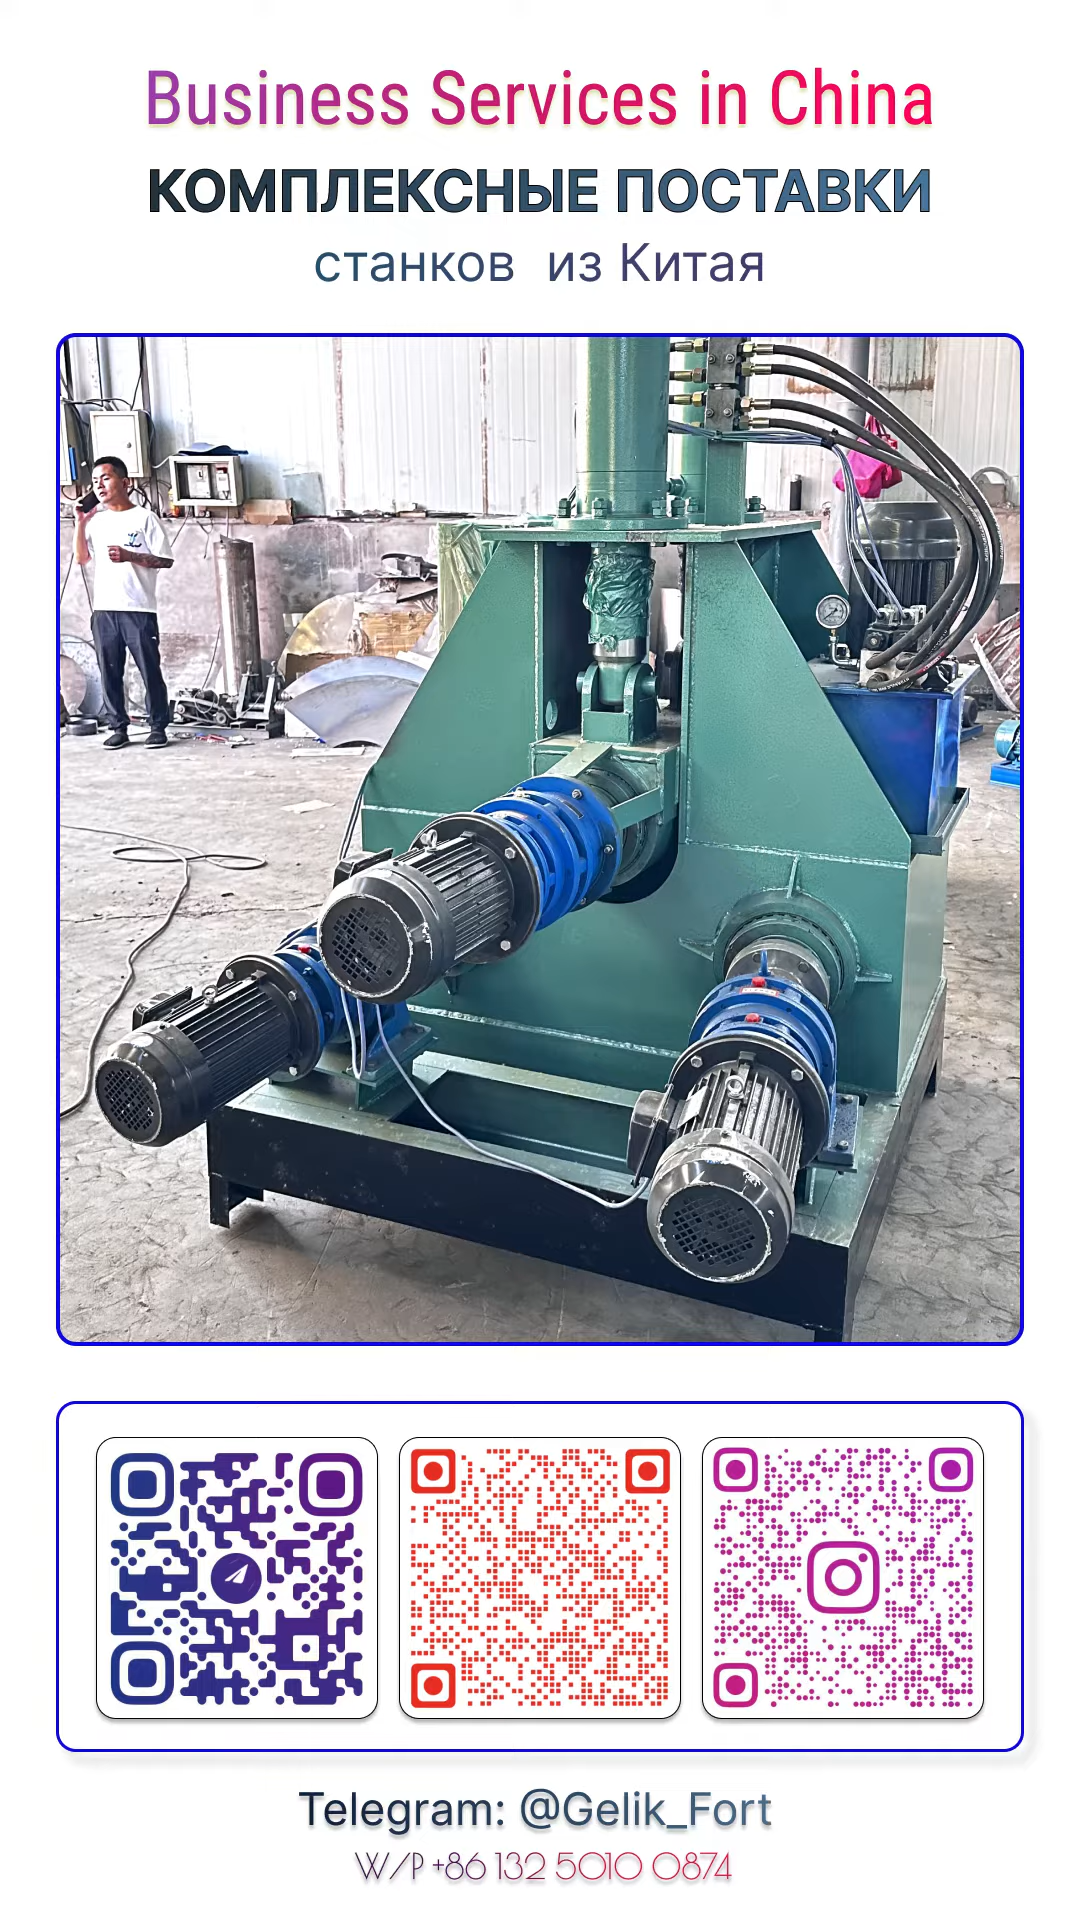 Business Services in China
КОМПЛЕКСНЫЕ ПОСТАВКИ
станков из Китая
Telegram: @Gelik_Fort
W/P +86 132 5010 0874